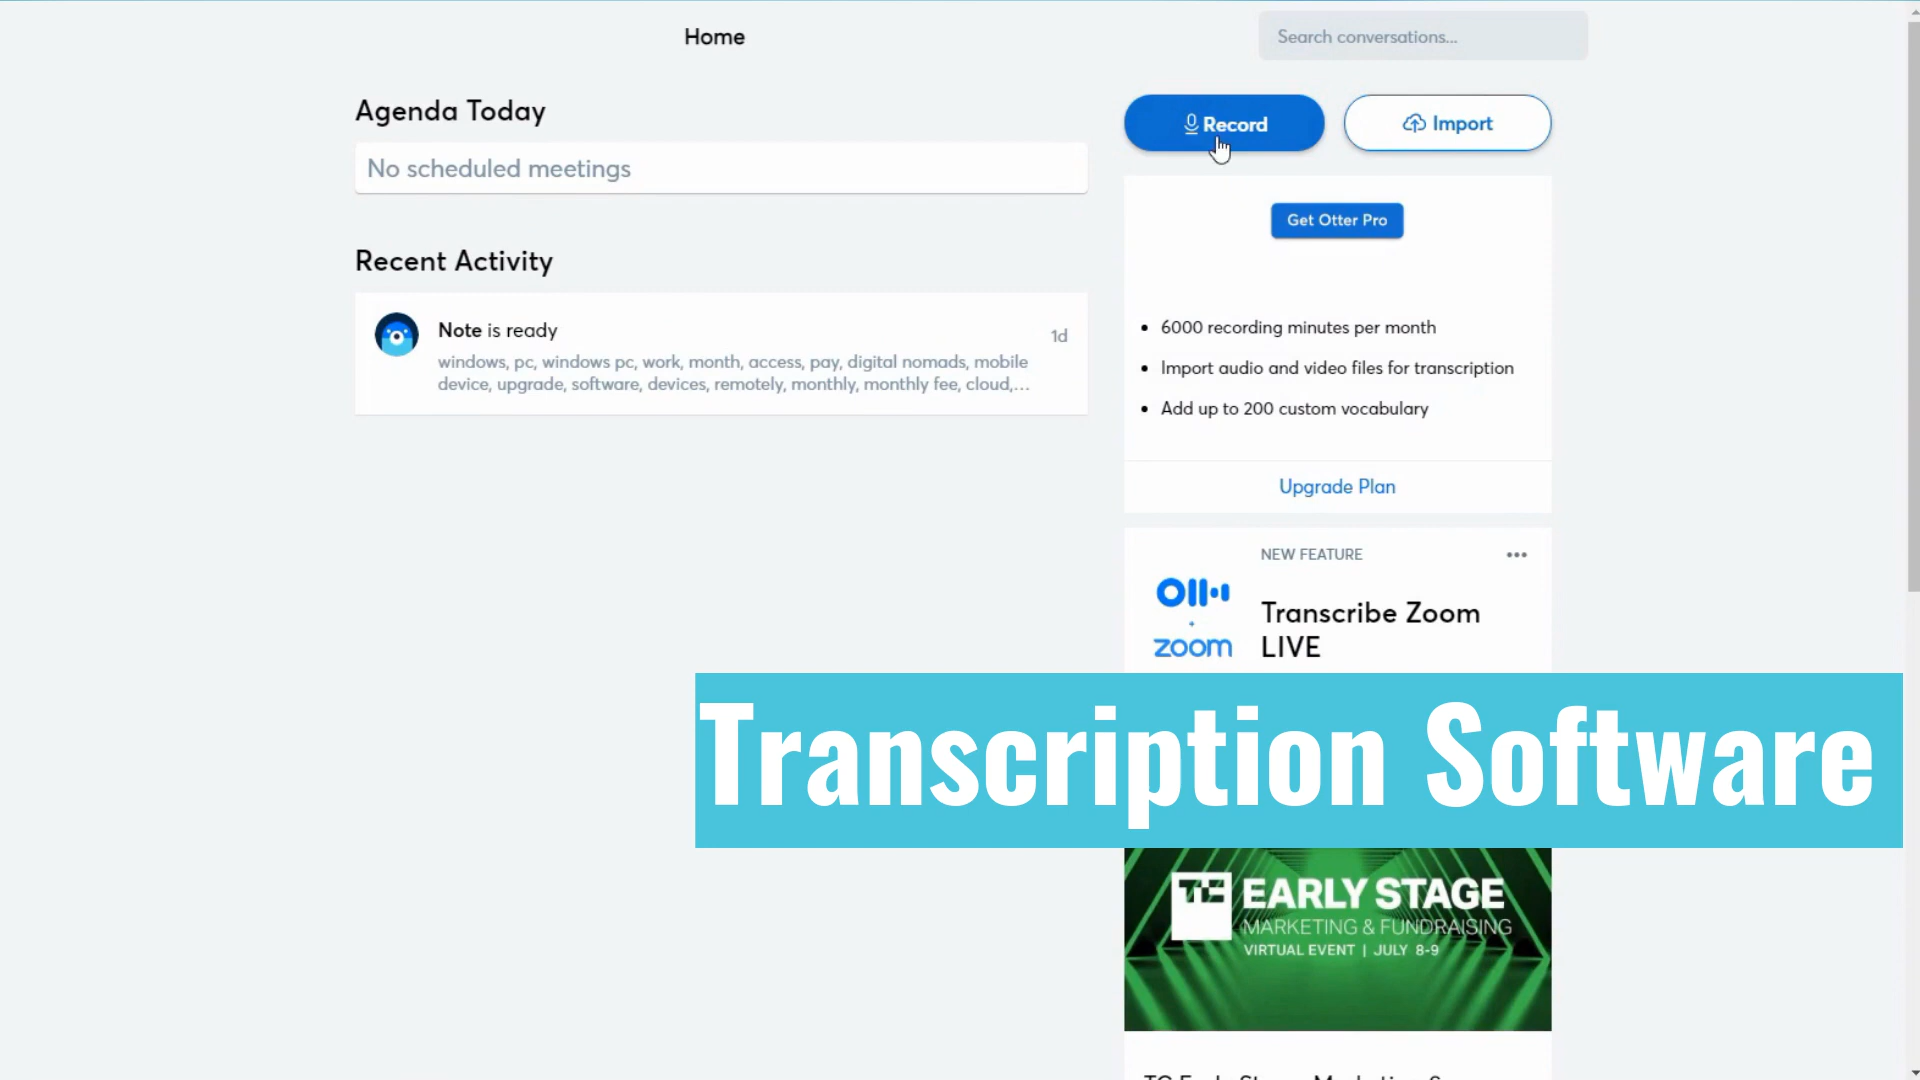 Home
Search conversations...
Agenda Today
No scheduled meetings
Record
Import
Get Otter Pro
Recent Activity
Note is ready
1d
windows, pc, windows pc, work, month, access, pay, digital nomads, mobile
device, upgrade, software, devices, remotely, monthly, monthly fee, cloud,...
6000 recording minutes per month
Import audio and video files for transcription
Add up to 200 custom vocabulary
Upgrade Plan
NEW FEATURE
zoom
Transcribe Zoom
LIVE
Transcription Software
TC EARLY STAGE
MARKETING & FUNDRAISING
VIRTUAL EVENT | JULY 8-9